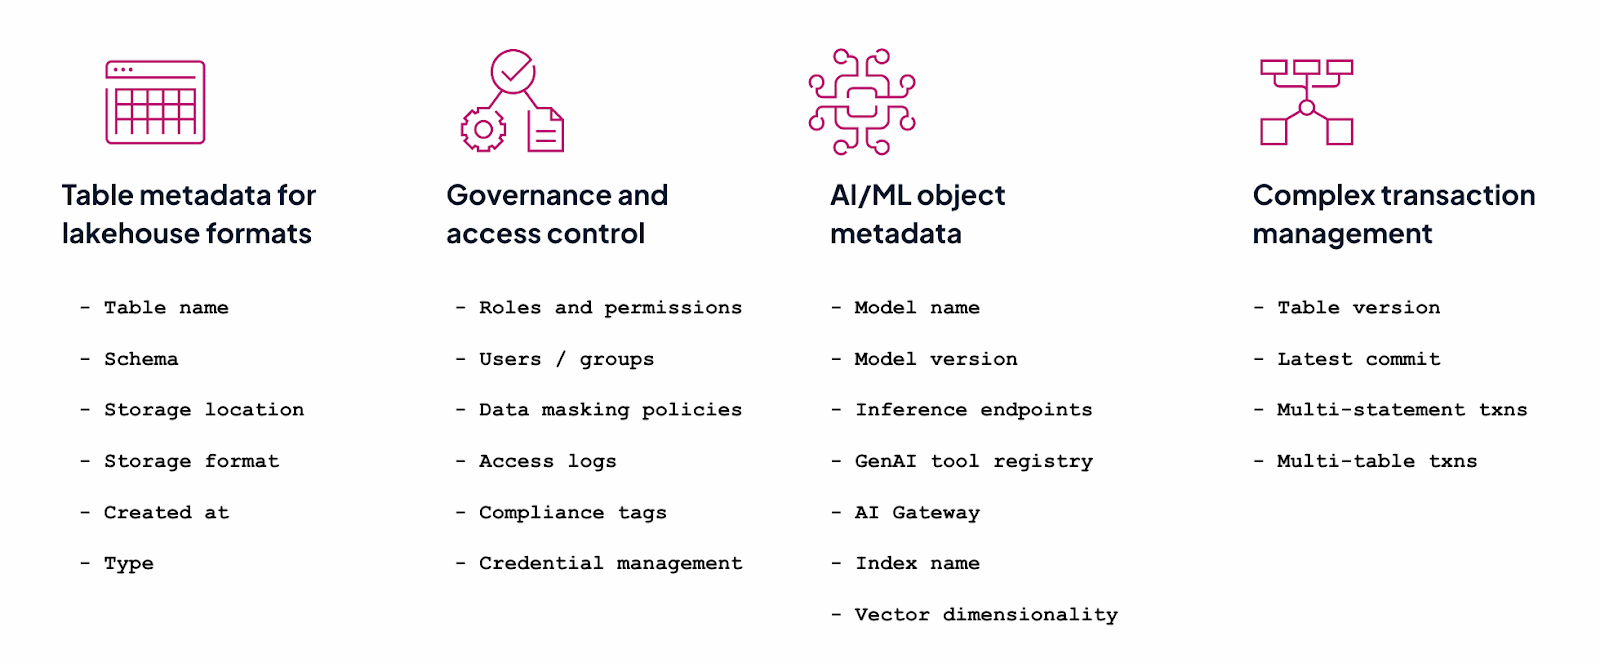 Table metadata for
lakehouse formats
- Table name
- Schema
- Storage location
- Storage format
- Created at
- Type
Governance and
access control
- Roles and permissions
- Users / groups
- Data masking policies
- Access logs
- Compliance tags
- Credential management
AI/ML object
metadata
- Model name
- Model version
- Inference endpoints
- GenAI tool registry
- AI Gateway
- Index name
- Vector dimensionality
Complex transaction
management
- Table version
- Latest commit
- Multi-statement txns
- Multi-table txns